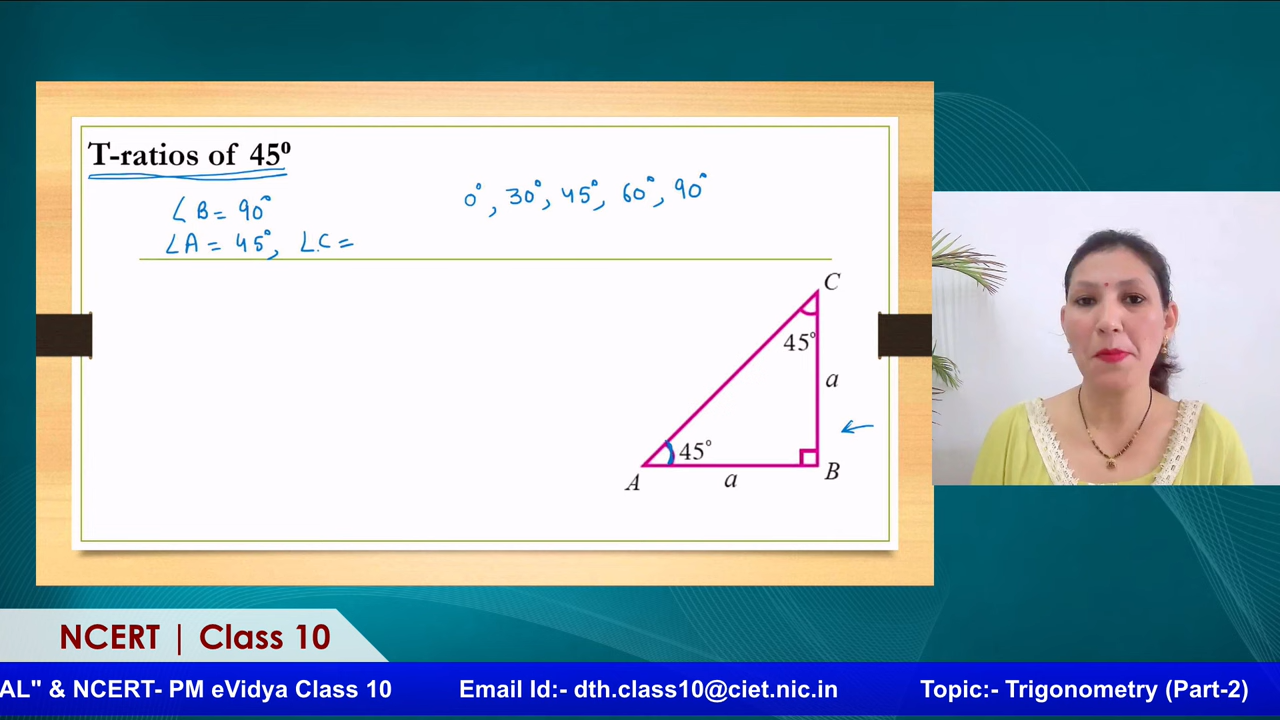 T-ratios of 45⁰
0°, 30°, 45°, 60°, 90°
∠B = 90°
∠A = 45°, ∠C =
C
45°
a
45°
A
a
B
NCERT | Class 10
AL" & NCERT- PM eVidya Class 10 Email Id:- dth.class10@ciet.nic.in Topic:- Trigonometry (Part-2)